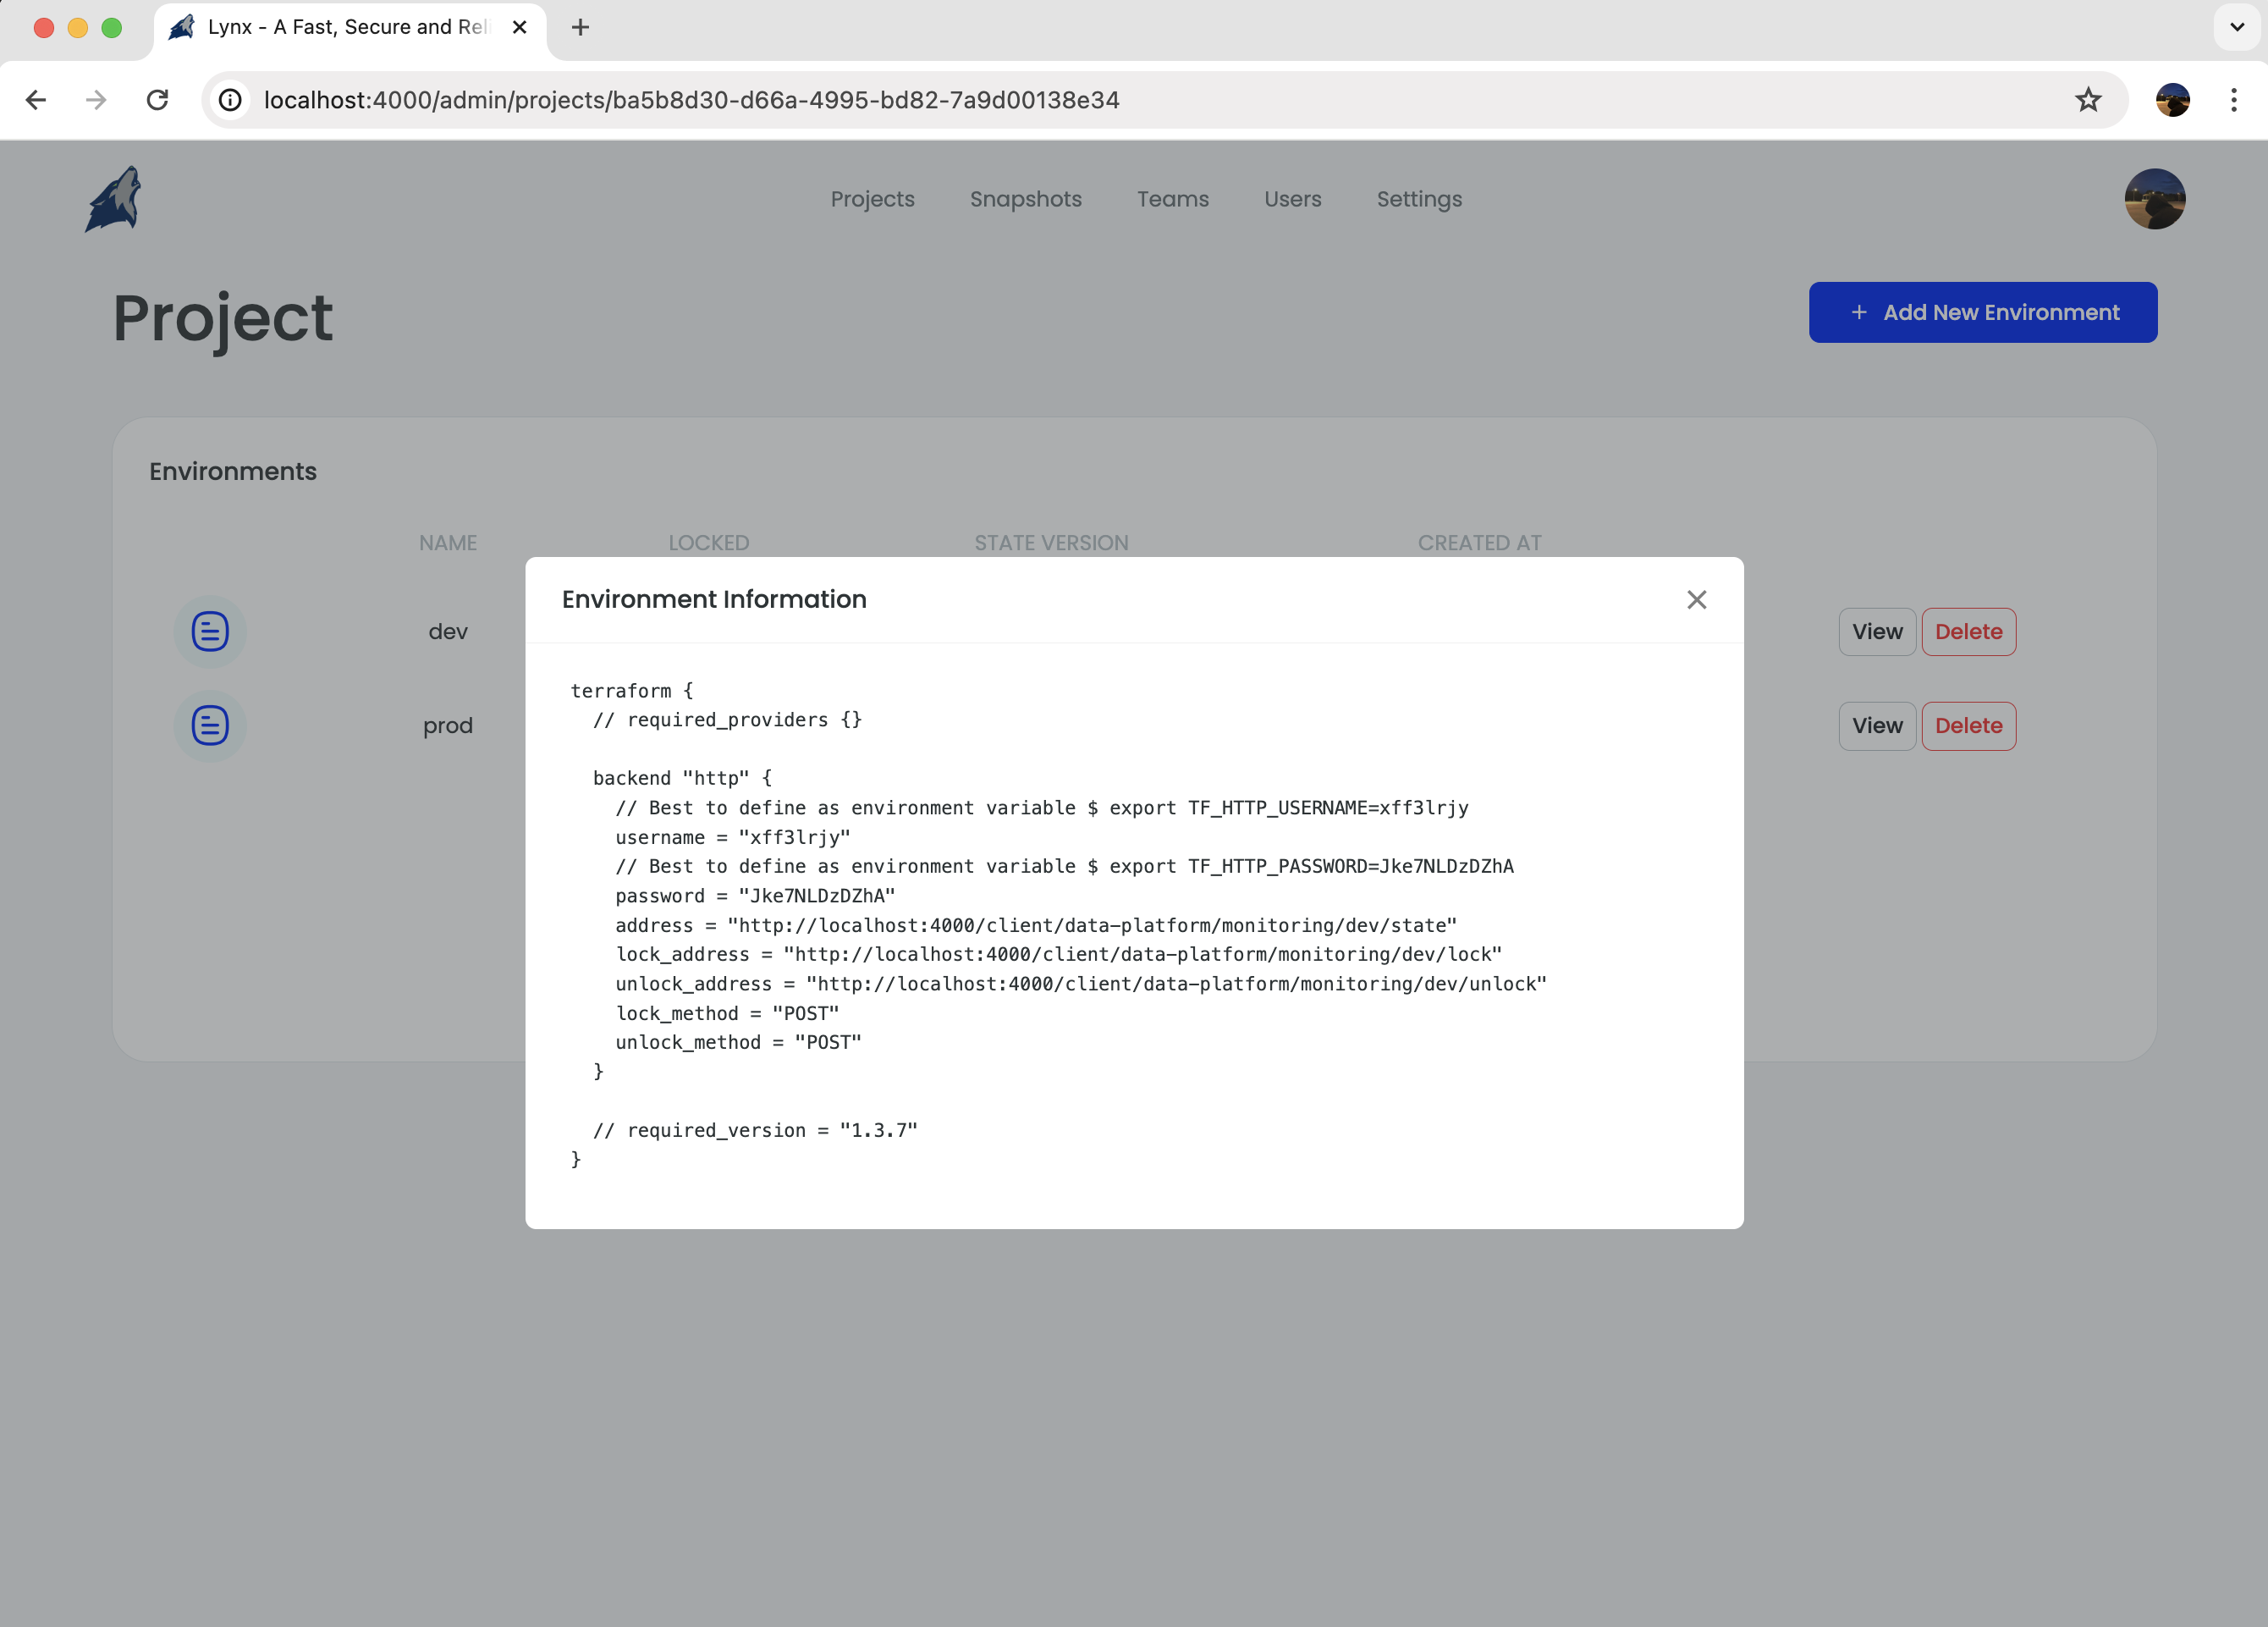 Lynx - A Fast, Secure and Reli
localhost:4000/admin/projects/ba5b8d30-d66a-4995-bd82-7a9d00138e34
Projects Snapshots Teams Users Settings
Project
+ Add New Environment
Environments
NAME LOCKED STATE VERSION CREATED AT
dev View Delete
prod View Delete
Environment Information
terraform {
  // required_providers {}
  backend "http" {
    // Best to define as environment variable $ export TF_HTTP_USERNAME=xff3lrjy
    username = "xff3lrjy"
    // Best to define as environment variable $ export TF_HTTP_PASSWORD=Jke7NLDzDZhA
    password = "Jke7NLDzDZhA"
    address = "http://localhost:4000/client/data-platform/monitoring/dev/state"
    lock_address = "http://localhost:4000/client/data-platform/monitoring/dev/lock"
    unlock_address = "http://localhost:4000/client/data-platform/monitoring/dev/unlock"
    lock_method = "POST"
    unlock_method = "POST"
  }
  // required_version = "1.3.7"
}